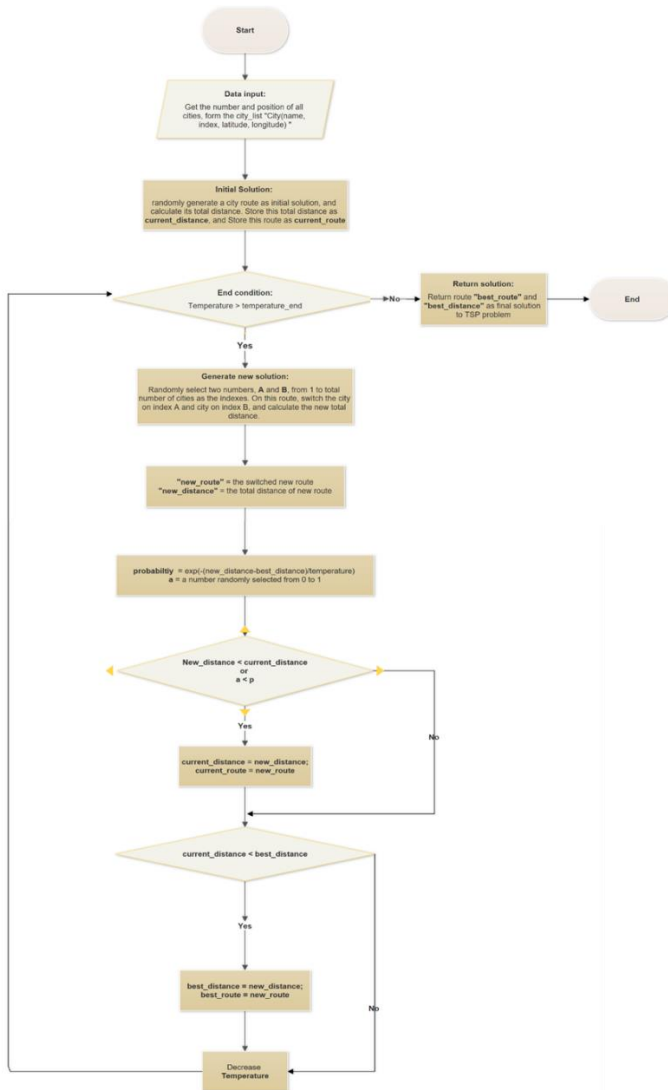 Start
Data input:
Get the number and position of all
cities, form the city_list "City(name,
index, latitude, longitude) "
Initial Solution:
randomly generate a city route as initial solution, and
calculate its total distance. Store this total distance as
current_distance, and Store this route as current_route
End condition:
Temperature > temperature_end
No
Return solution:
Return route "best_route" and
"best_distance" as final solution
to TSP problem
End
Yes
Generate new solution:
Randomly select two numbers, A and B, from 1 to total
number of cities as the indexes. On this route, switch the city
on index A and city on index B, and calculate the new total
distance.
"new_route" = the switched new route
"new_distance" = the total distance of new route
probabiltiy = exp(-(new_distance-best_distance)/temperature)
a = a number randomly selected from 0 to 1
New_distance < current_distance
or
a < p
Yes
No
current_distance = new_distance;
current_route = new_route
current_distance < best_distance
Yes
No
best_distance = new_distance;
best_route = new_route
Decrease
Temperature